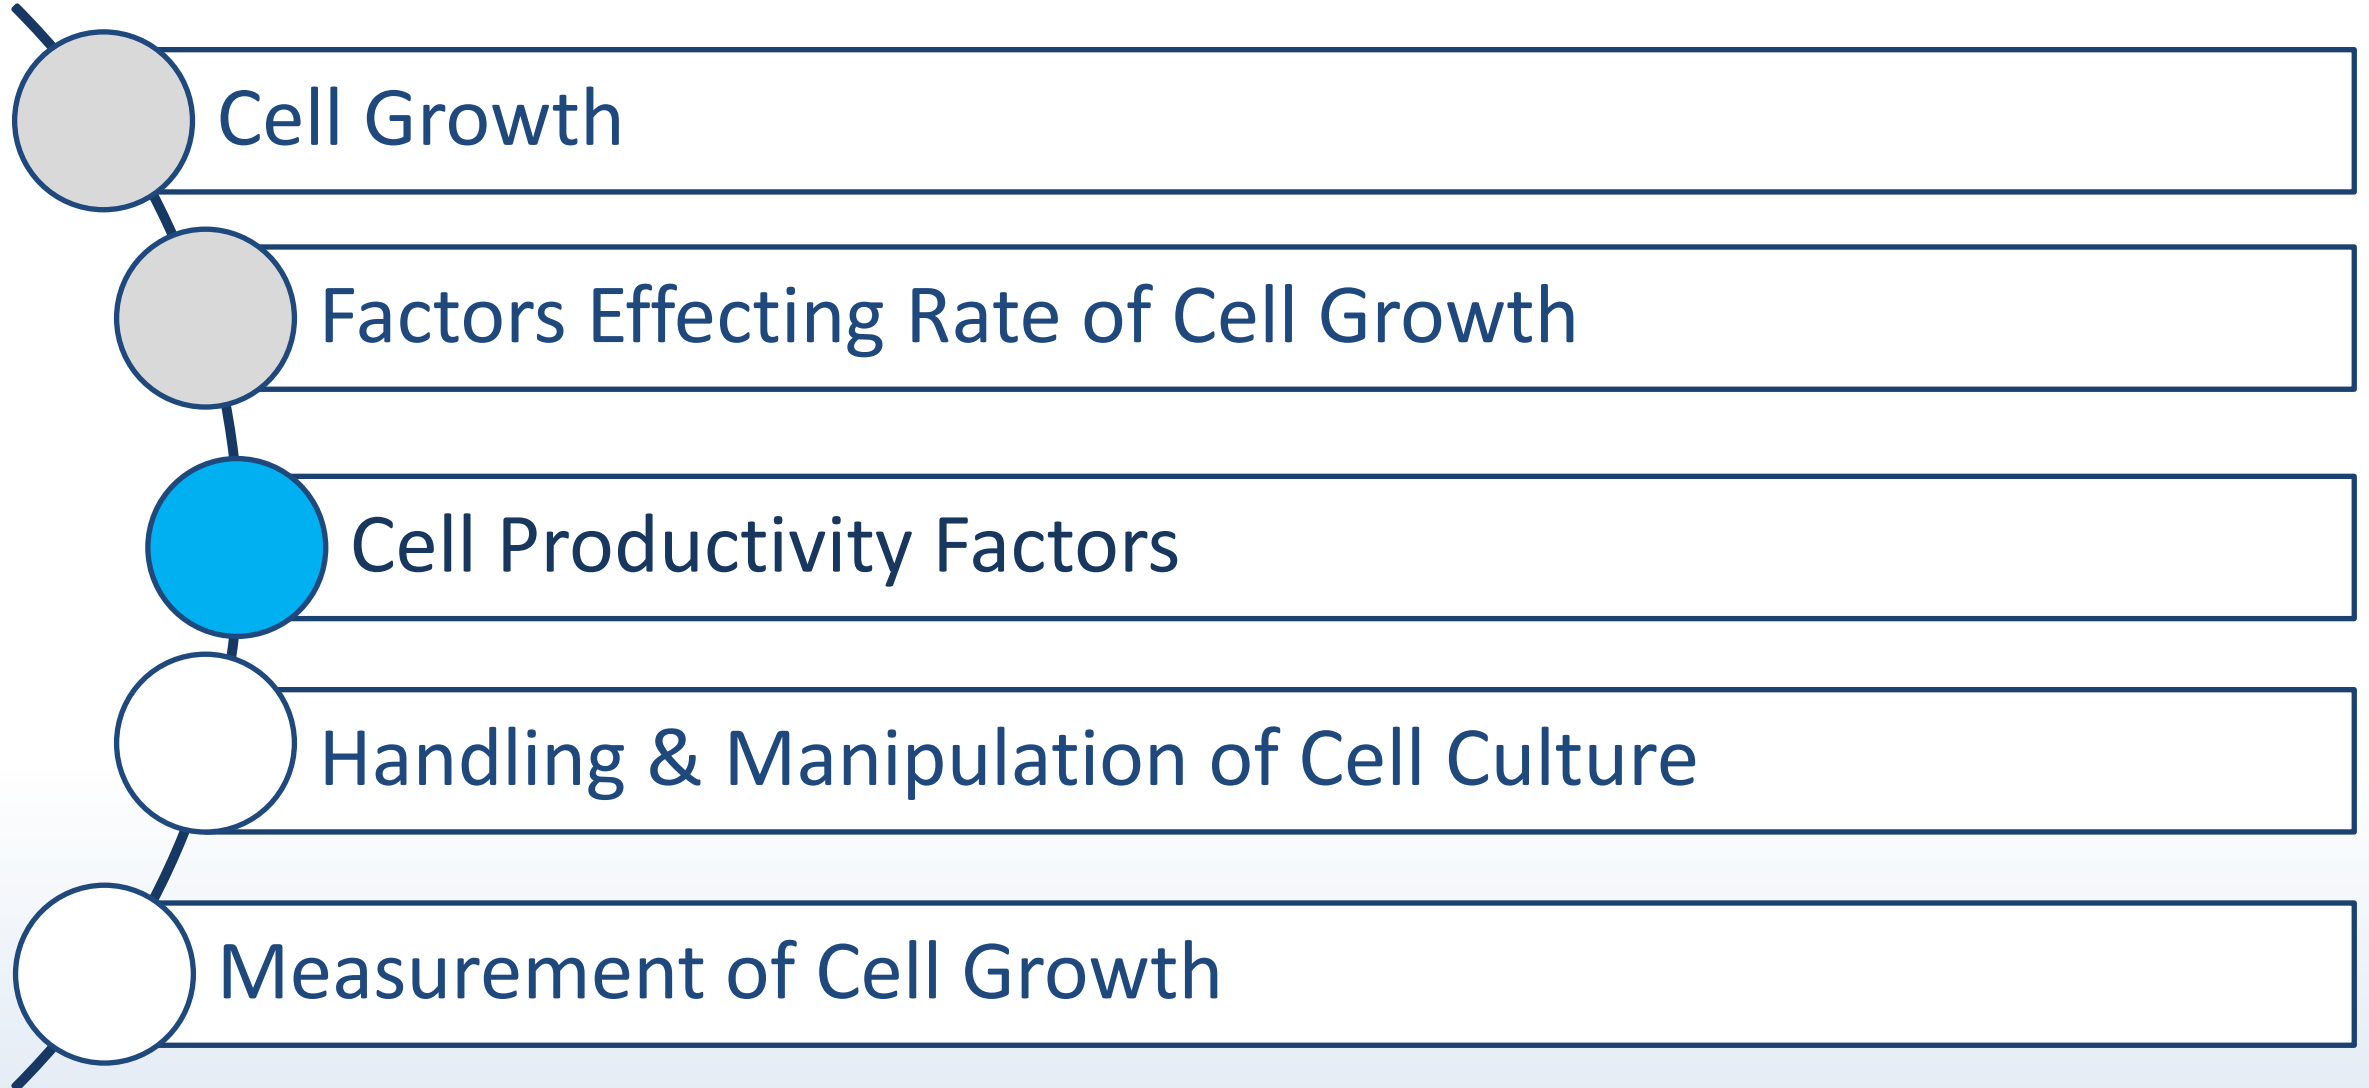 Cell Growth
Factors Effecting Rate of Cell Growth
Cell Productivity Factors
Handling & Manipulation of Cell Culture
Measurement of Cell Growth